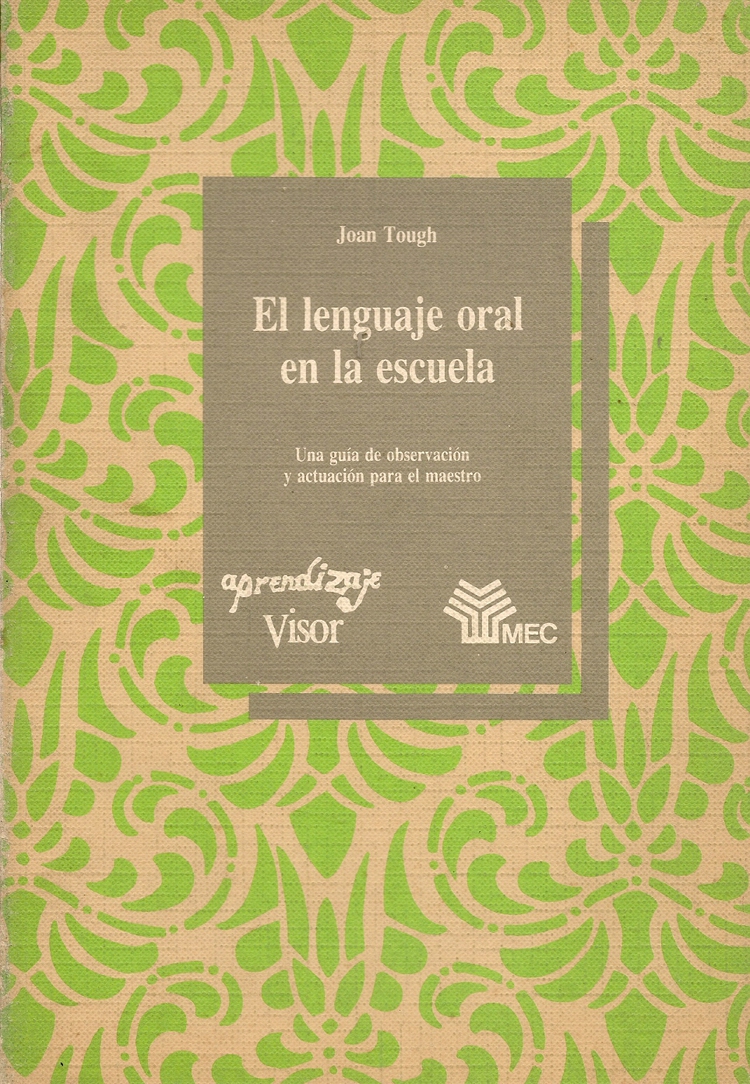 Joan Tough
El lenguaje oral
en la escuela
Una guía de observación
y actuación para el maestro
aprendizaje
Visor
MEC